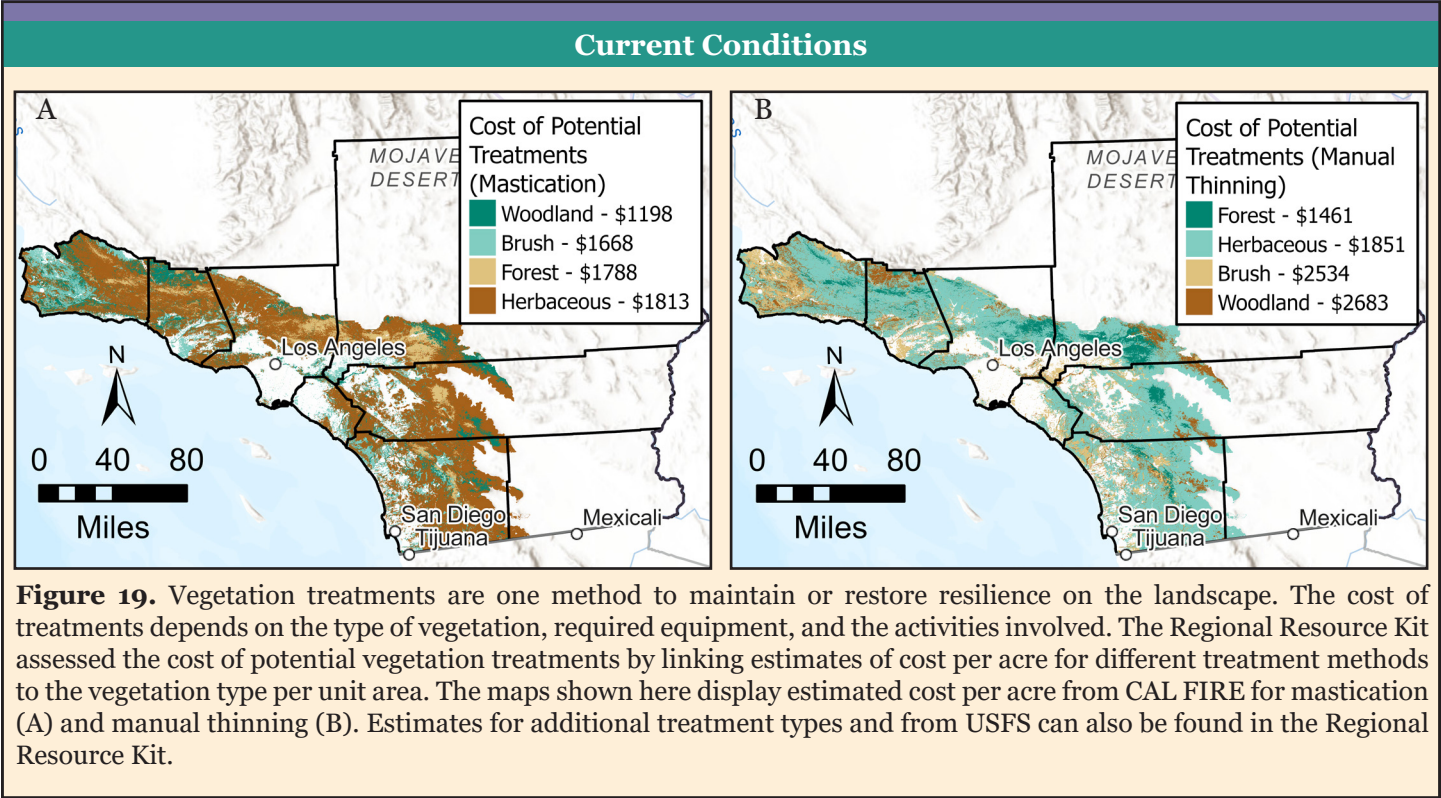 Current Conditions
A
Cost of Potential
Treatments
(Mastication)
Woodland - $1198
Brush - $1668
Forest - $1788
Herbaceous - $1813
MOJAVE
DESERT
Los Angeles
N
0 40 80
Miles
San Diego
Tijuana
Mexicali
B
Cost of Potential
Treatments (Manual
Thinning)
Forest - $1461
Herbaceous - $1851
Brush - $2534
Woodland - $2683
MOJAVE
DESERT
Los Angeles
N
0 40 80
Miles
San Diego
Tijuana
Mexicali
Figure 19. Vegetation treatments are one method to maintain or restore resilience on the landscape. The cost of
treatments depends on the type of vegetation, required equipment, and the activities involved. The Regional Resource Kit
assessed the cost of potential vegetation treatments by linking estimates of cost per acre for different treatment methods
to the vegetation type per unit area. The maps shown here display estimated cost per acre from CAL FIRE for mastication
(A) and manual thinning (B). Estimates for additional treatment types and from USFS can also be found in the Regional
Resource Kit.